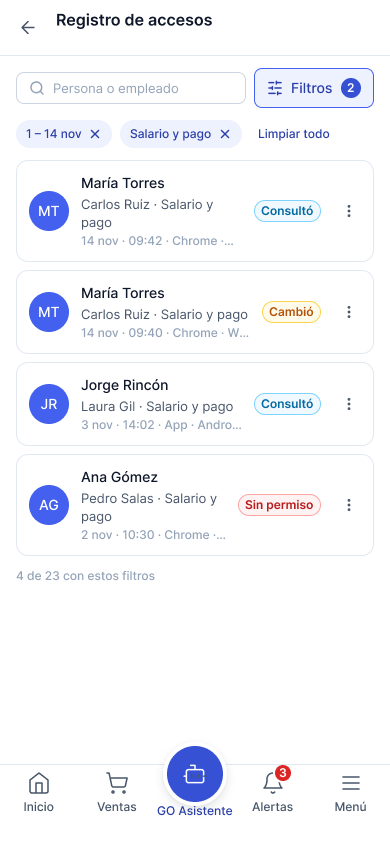 Registro de accesos
Persona o empleado
Filtros 2
1 – 14 nov
Salario y pago
Limpiar todo
MT
María Torres
Carlos Ruiz · Salario y
pago
14 nov · 09:42 · Chrome ·...
Consultó
MT
María Torres
Carlos Ruiz · Salario y pago
14 nov · 09:40 · Chrome · W...
Cambió
JR
Jorge Rincón
Laura Gil · Salario y pago
3 nov · 14:02 · App · Andro...
Consultó
AG
Ana Gómez
Pedro Salas · Salario y
pago
2 nov · 10:30 · Chrome ·...
Sin permiso
4 de 23 con estos filtros
Inicio
Ventas
GO Asistente
3
Alertas
Menú